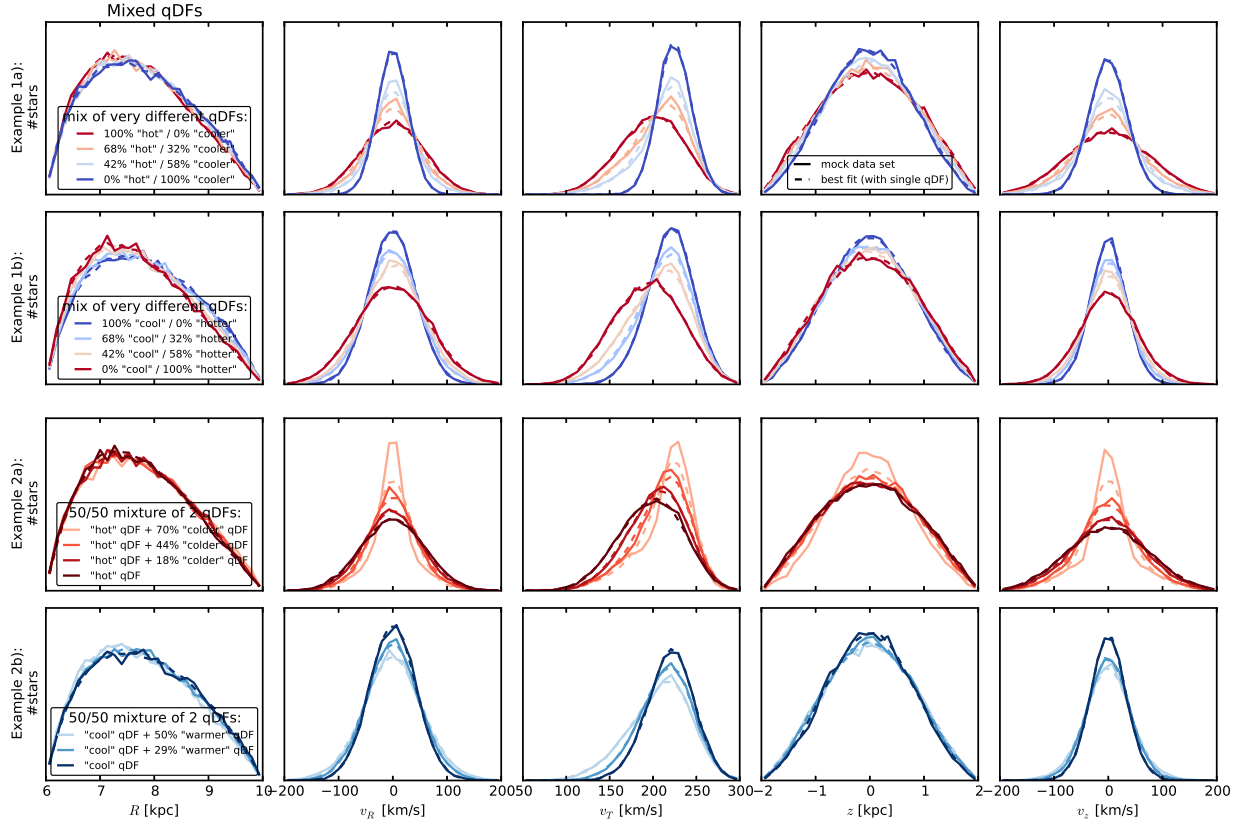 Mixed qDFs
Example 1a):
#stars
mix of very different qDFs:
100% "hot" / 0% "cooler"
68% "hot" / 32% "cooler"
42% "hot" / 58% "cooler"
0% "hot" / 100% "cooler"
mock data set
best fit (with single qDF)
Example 1b):
#stars
mix of very different qDFs:
100% "cool" / 0% "hotter"
68% "cool" / 32% "hotter"
42% "cool" / 58% "hotter"
0% "cool" / 100% "hotter"
Example 2a):
#stars
50/50 mixture of 2 qDFs:
"hot" qDF + 70% "colder" qDF
"hot" qDF + 44% "colder" qDF
"hot" qDF + 18% "colder" qDF
"hot" qDF
Example 2b):
#stars
50/50 mixture of 2 qDFs:
"cool" qDF + 50% "warmer" qDF
"cool" qDF + 29% "warmer" qDF
"cool" qDF
6 7 8 9 10
−200 −100 0 100 200
50 100 150 200 250 300
−2 −1 0 1 2
−200 −100 0 100 200
R [kpc]
v_R [km/s]
v_T [km/s]
z [kpc]
v_z [km/s]